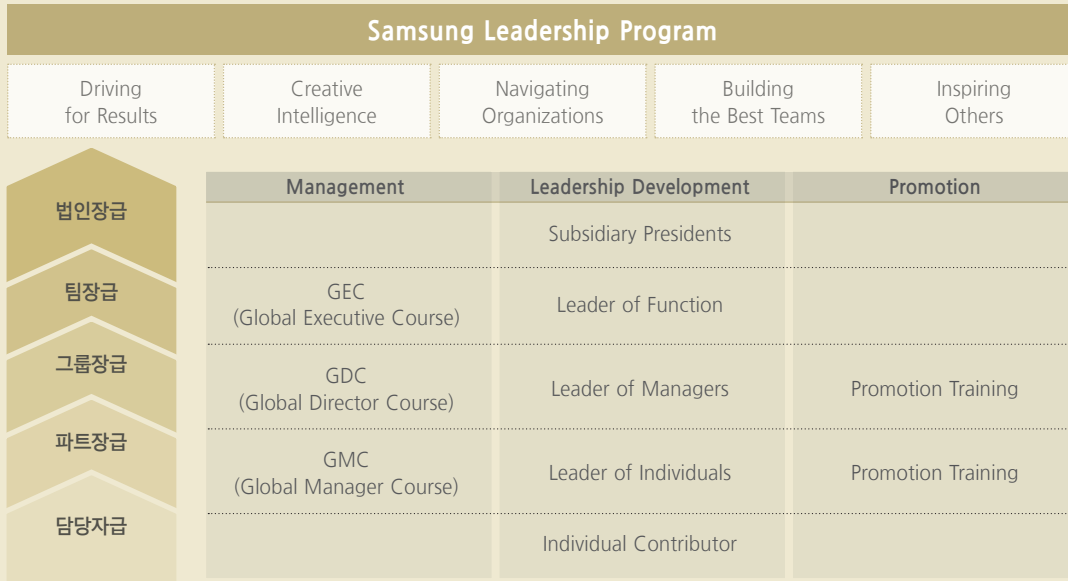 Samsung Leadership Program
Driving
for Results
Creative
Intelligence
Navigating
Organizations
Building
the Best Teams
Inspiring
Others
법인장급
팀장급
그룹장급
파트장급
담당자급
Management
Leadership Development
Promotion
Subsidiary Presidents
GEC
(Global Executive Course)
Leader of Function
GDC
(Global Director Course)
Leader of Managers
Promotion Training
GMC
(Global Manager Course)
Leader of Individuals
Promotion Training
Individual Contributor